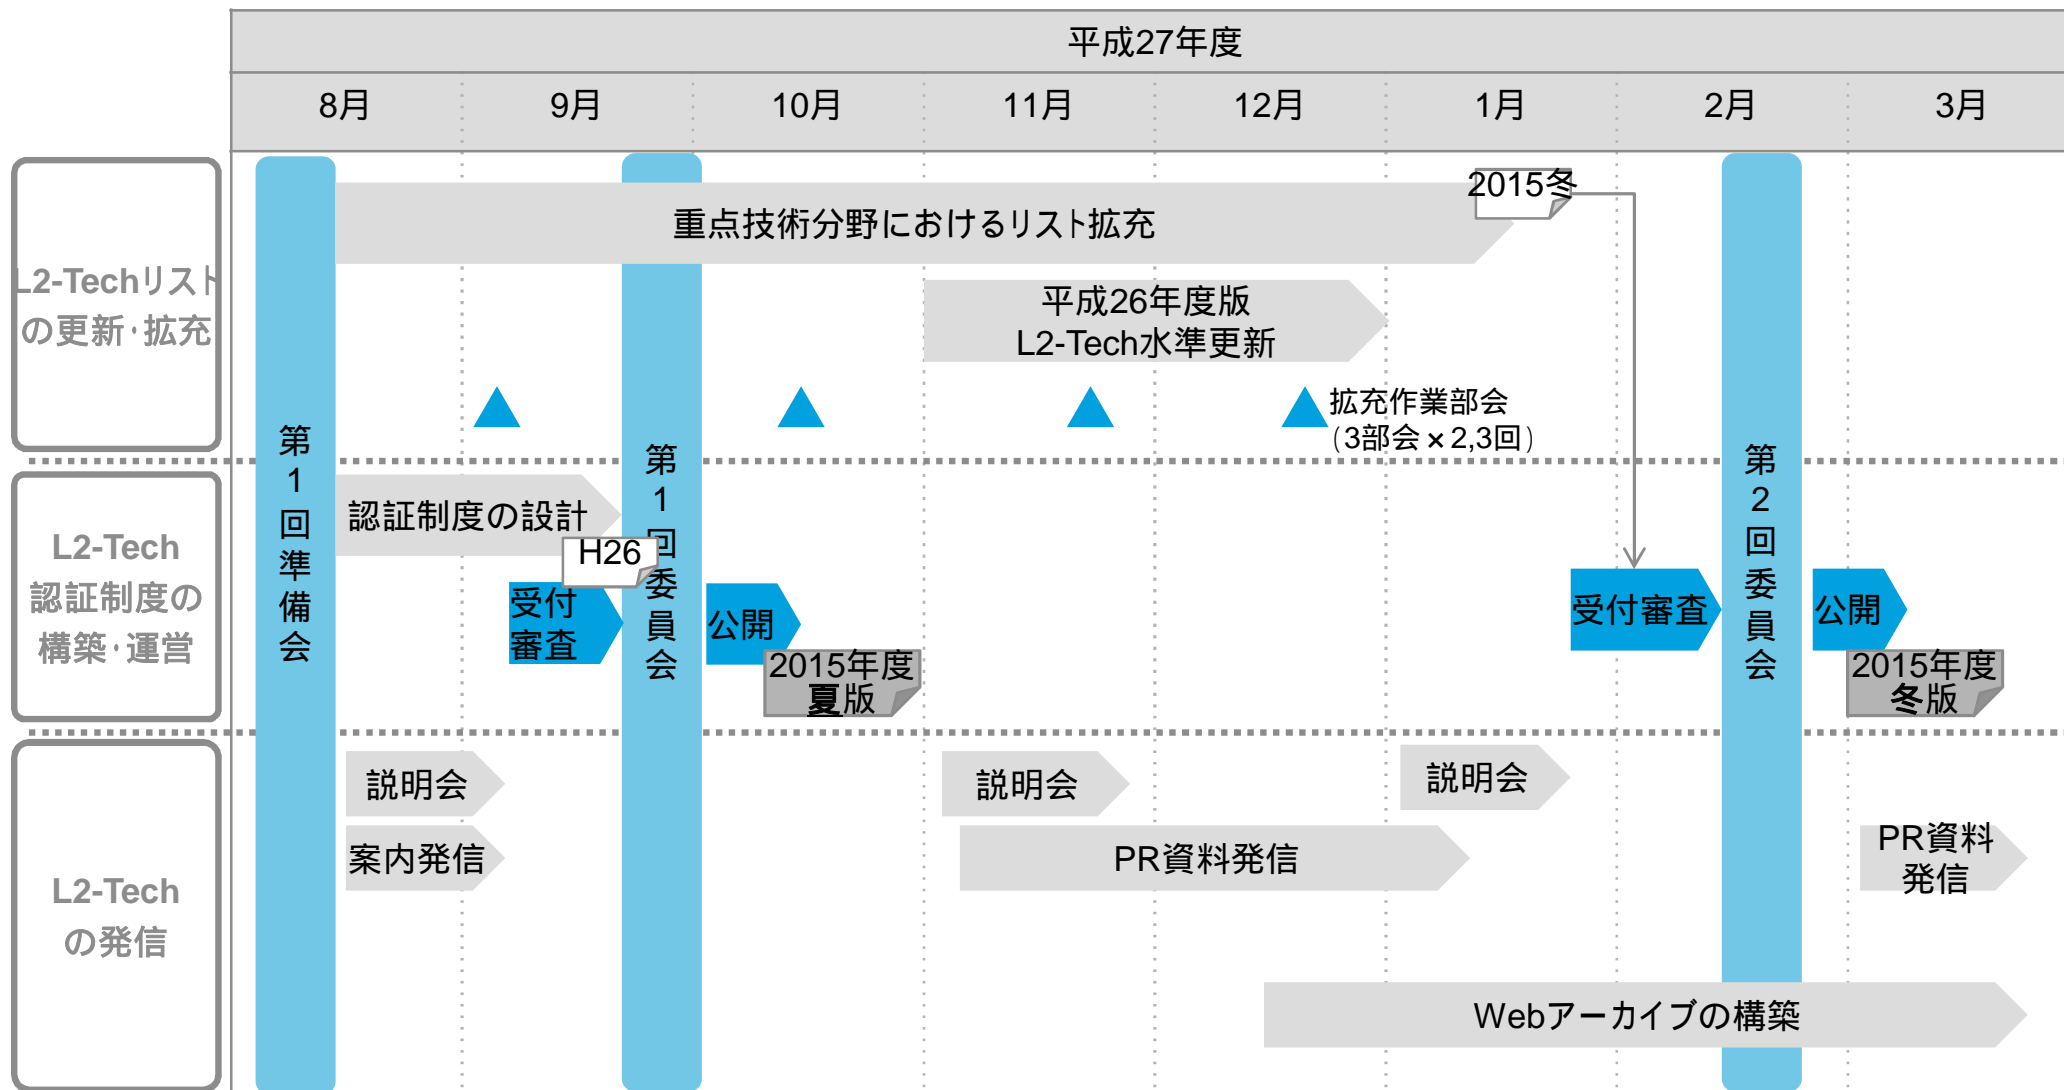 平成27年度
8月
9月
10月
11月
12月
1月
2月
3月
L2-Techリスト
の更新･拡充
重点技術分野におけるリスト拡充
2015冬
平成26年度版
L2-Tech水準更新
拡充作業部会
(3部会×2,3回)
第1回準備会
第1回委員会
第2回委員会
L2-Tech
認証制度の
構築･運営
認証制度の設計
H26
受付
審査
公開
2015年度
夏版
受付審査
公開
2015年度
冬版
L2-Tech
の発信
説明会
説明会
説明会
案内発信
PR資料発信
PR資料
発信
Webアーカイブの構築